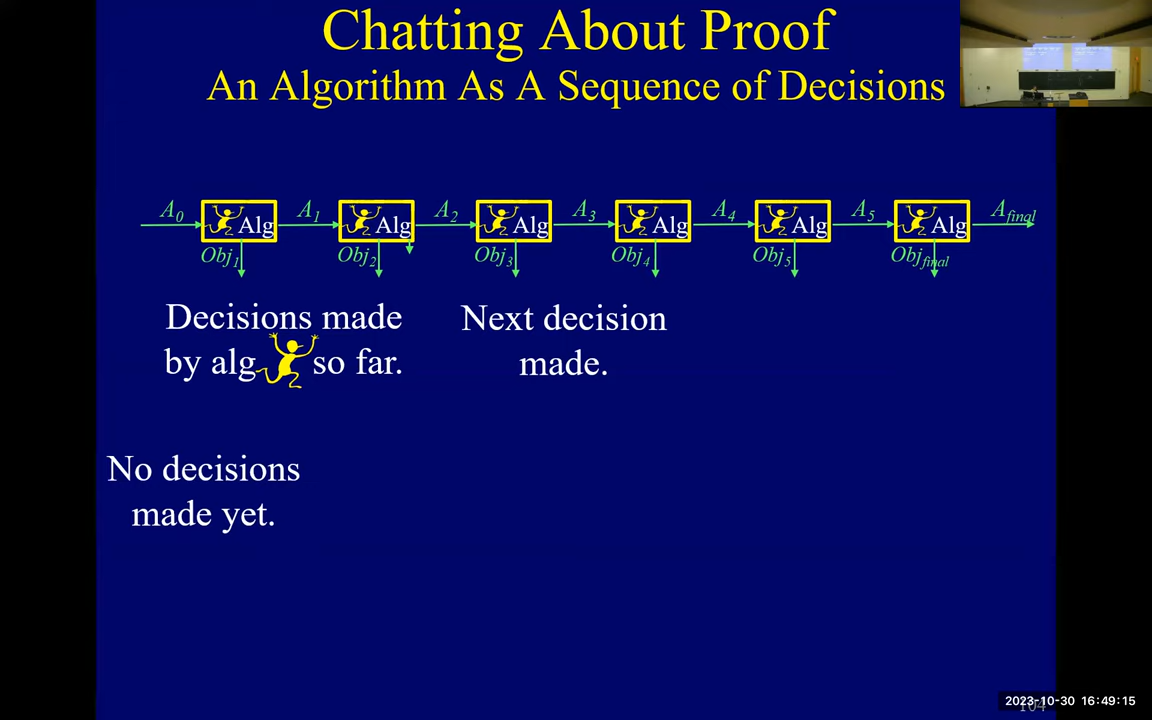 Chatting About Proof
An Algorithm As A Sequence of Decisions
A0 Alg A1 Alg A2 Alg A3 Alg A4 Alg A5 Alg Afinal
Obj1 Obj2 Obj3 Obj4 Obj5 Objfinal
Decisions made Next decision
by alg so far. made.
No decisions
made yet.
2023-10-30 16:49:15
104